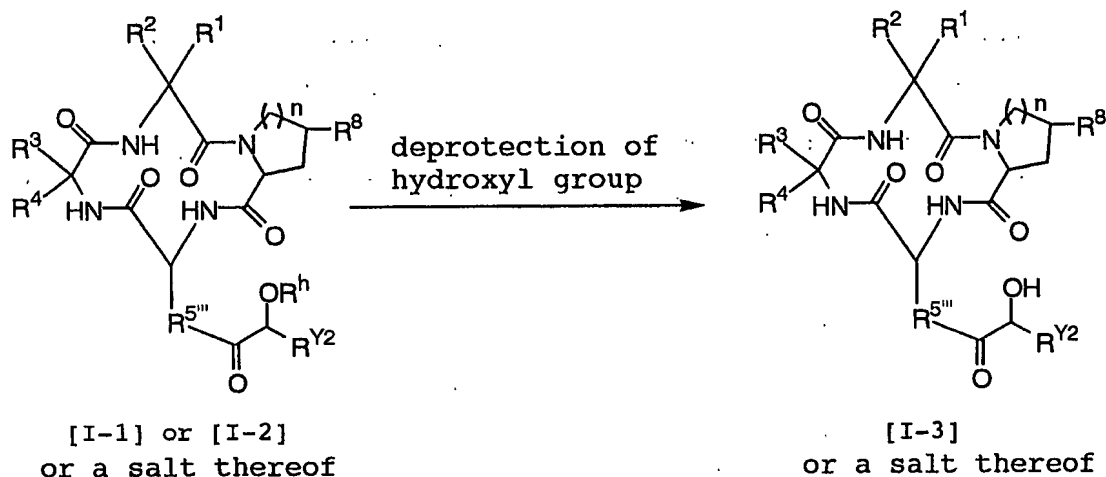 R² R¹ R² R¹
O NH O N ( )n R⁸ deprotection of hydroxyl group O NH O N ( )n R⁸
R³ R⁴ O HN HN O R³ R⁴ O HN HN O
R⁵''' ORʰ O Rʸ² R⁵''' OH O Rʸ²
[I-1] or [I-2] [I-3]
or a salt thereof or a salt thereof